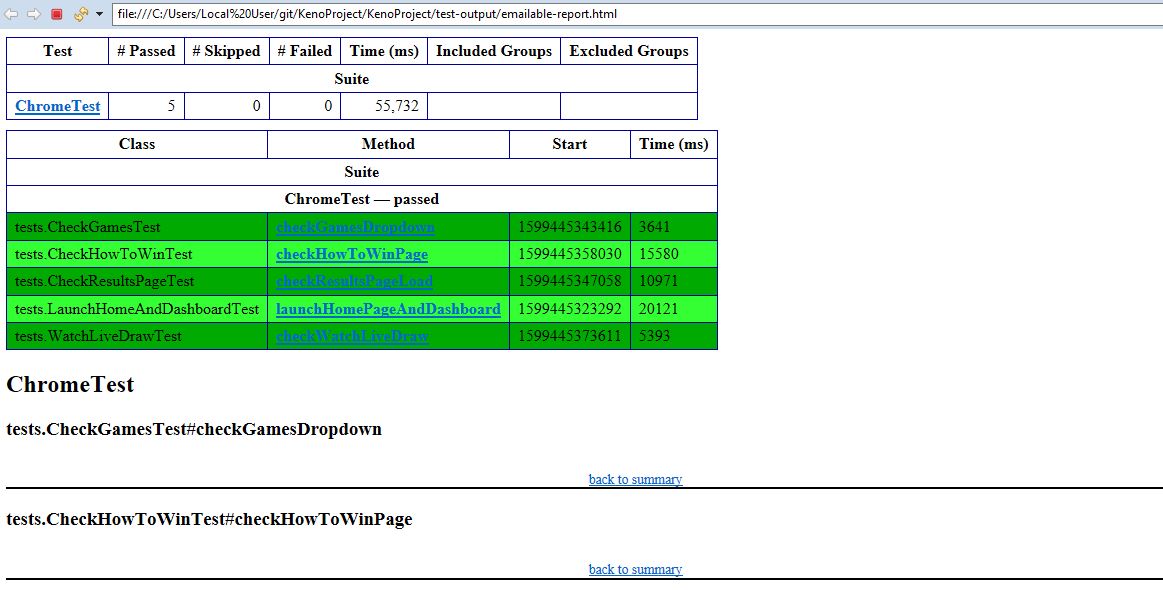 file:///C:/Users/Local%20User/git/KenoProject/KenoProject/test-output/emailable-report.html
Test # Passed # Skipped # Failed Time (ms) Included Groups Excluded Groups
Suite
ChromeTest 5 0 0 55,732
Class Method Start Time (ms)
Suite
ChromeTest — passed
tests.CheckGamesTest checkGamesDropdown 1599445343416 3641
tests.CheckHowToWinTest checkHowToWinPage 1599445358030 15580
tests.CheckResultsPageTest checkResultsPageLoad 1599445347058 10971
tests.LaunchHomeAndDashboardTest launchHomePageAndDashboard 1599445323292 20121
tests.WatchLiveDrawTest checkWatchLiveDraw 1599445373611 5393
ChromeTest
tests.CheckGamesTest#checkGamesDropdown
back to summary
tests.CheckHowToWinTest#checkHowToWinPage
back to summary